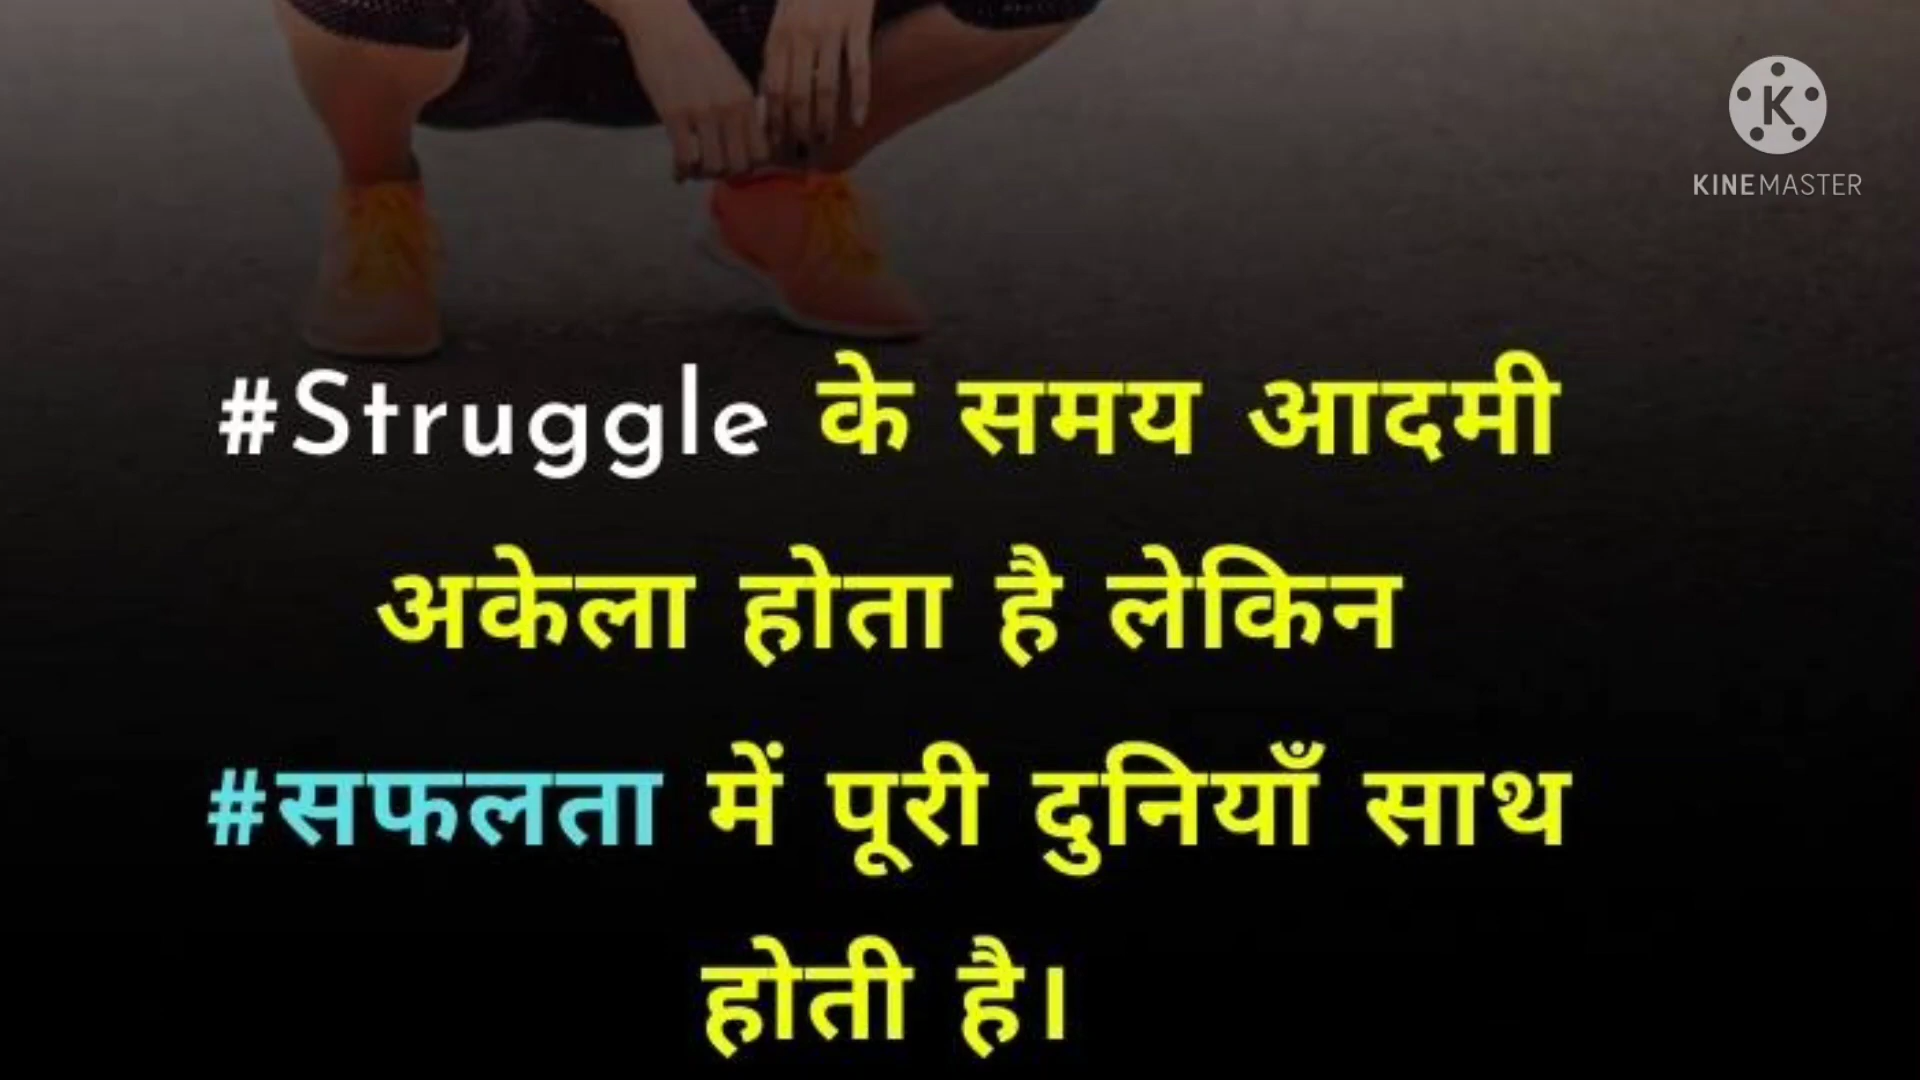 KINEMASTER
#Struggle के समय आदमी
अकेला होता है लेकिन
#सफलता में पूरी दुनियाँ साथ
होती है।